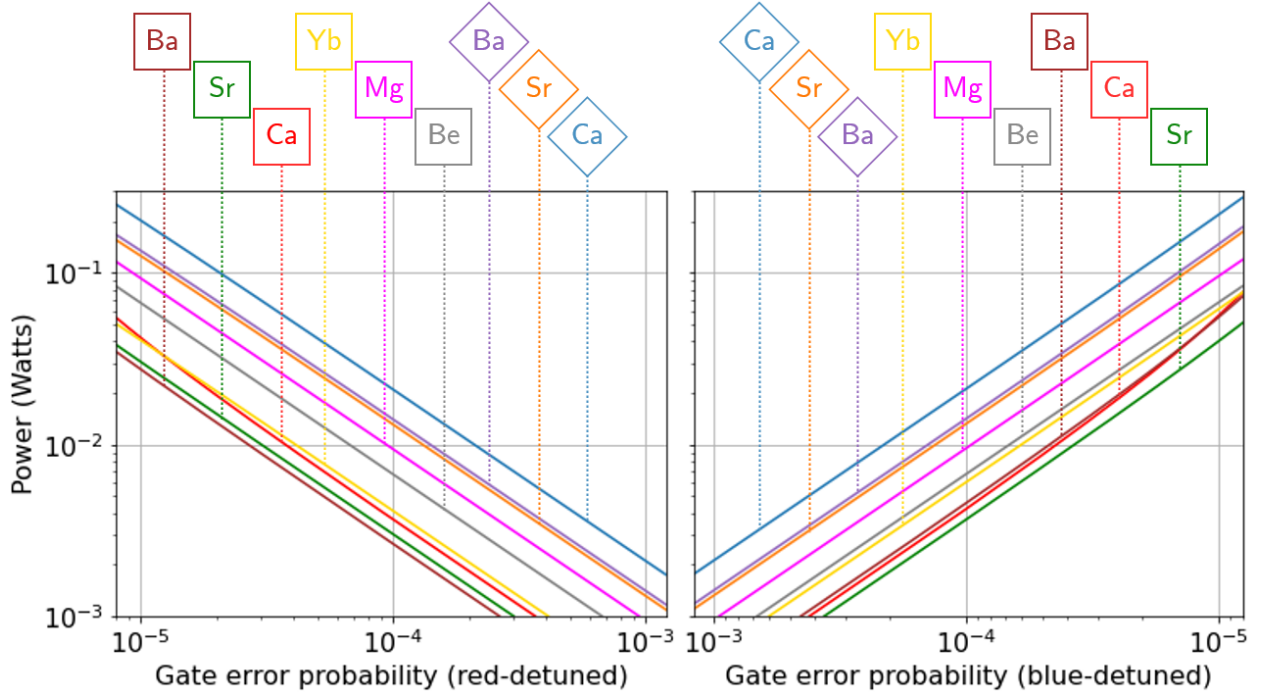 Ba Yb Ba Ca Yb Ba
Sr Mg Sr Sr Mg Ca
Ca Be Ca Ba Be Sr
Power (Watts)
10⁻¹
10⁻²
10⁻³
10⁻⁵ 10⁻⁴ 10⁻³ 10⁻³ 10⁻⁴ 10⁻⁵
Gate error probability (red-detuned) Gate error probability (blue-detuned)